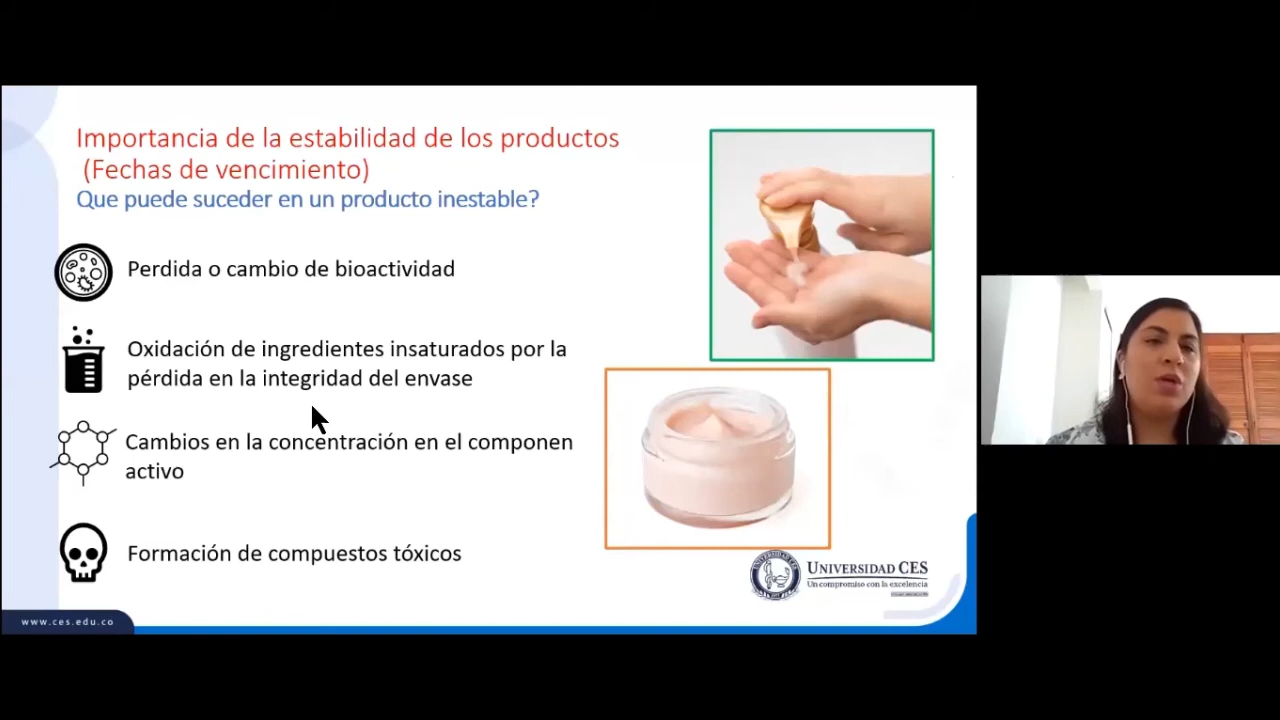 Importancia de la estabilidad de los productos
(Fechas de vencimiento)
Que puede suceder en un producto inestable?
Perdida o cambio de bioactividad
Oxidación de ingredientes insaturados por la
pérdida en la integridad del envase
Cambios en la concentración en el componen
activo
Formación de compuestos tóxicos
UNIVERSIDAD CES
Un compromiso con la excelencia
www.ces.edu.co